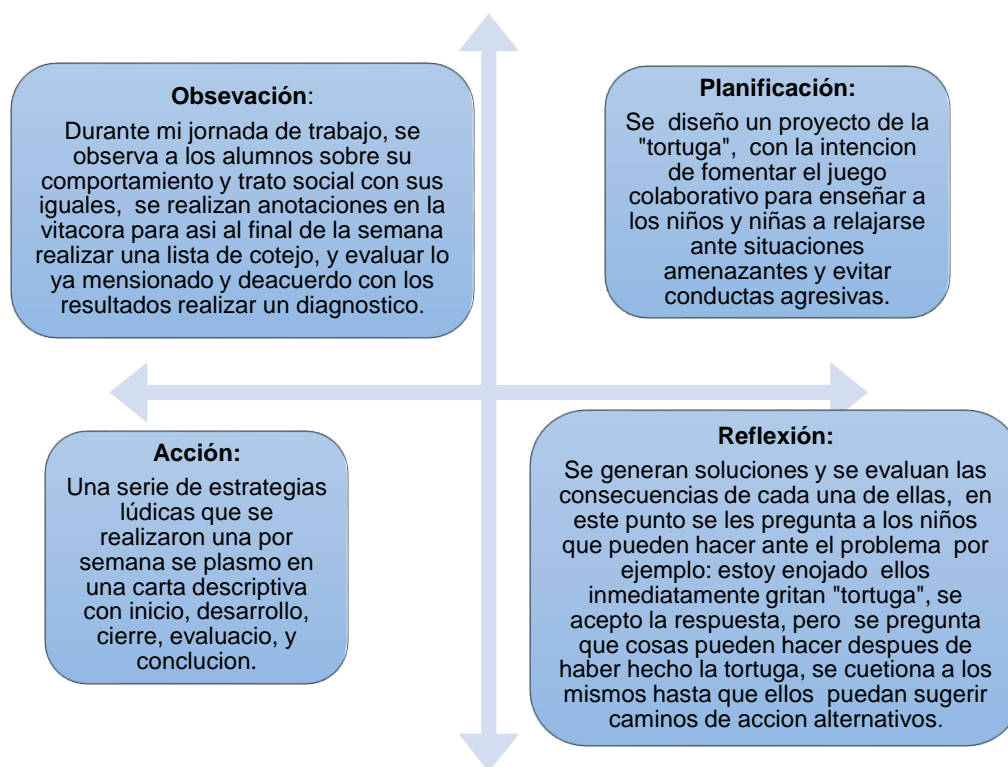 Obsevación:
Durante mi jornada de trabajo, se
observa a los alumnos sobre su
comportamiento y trato social con sus
iguales, se realizan anotaciones en la
vitacora para asi al final de la semana
realizar una lista de cotejo, y evaluar lo
ya mensionado y deacuerdo con los
resultados realizar un diagnostico.
Planificación:
Se diseño un proyecto de la
"tortuga", con la intencion
de fomentar el juego
colaborativo para enseñar a
los niños y niñas a relajarse
ante situaciones
amenazantes y evitar
conductas agresivas.
Acción:
Una serie de estrategias
lúdicas que se
realizaron una por
semana se plasmo en
una carta descriptiva
con inicio, desarrollo,
cierre, evaluacio, y
conclucion.
Reflexión:
Se generan soluciones y se evaluan las
consecuencias de cada una de ellas, en
este punto se les pregunta a los niños
que pueden hacer ante el problema por
ejemplo: estoy enojado ellos
inmediatamente gritan "tortuga", se
acepto la respuesta, pero se pregunta
que cosas pueden hacer despues de
haber hecho la tortuga, se cuetiona a los
mismos hasta que ellos puedan sugerir
caminos de accion alternativos.